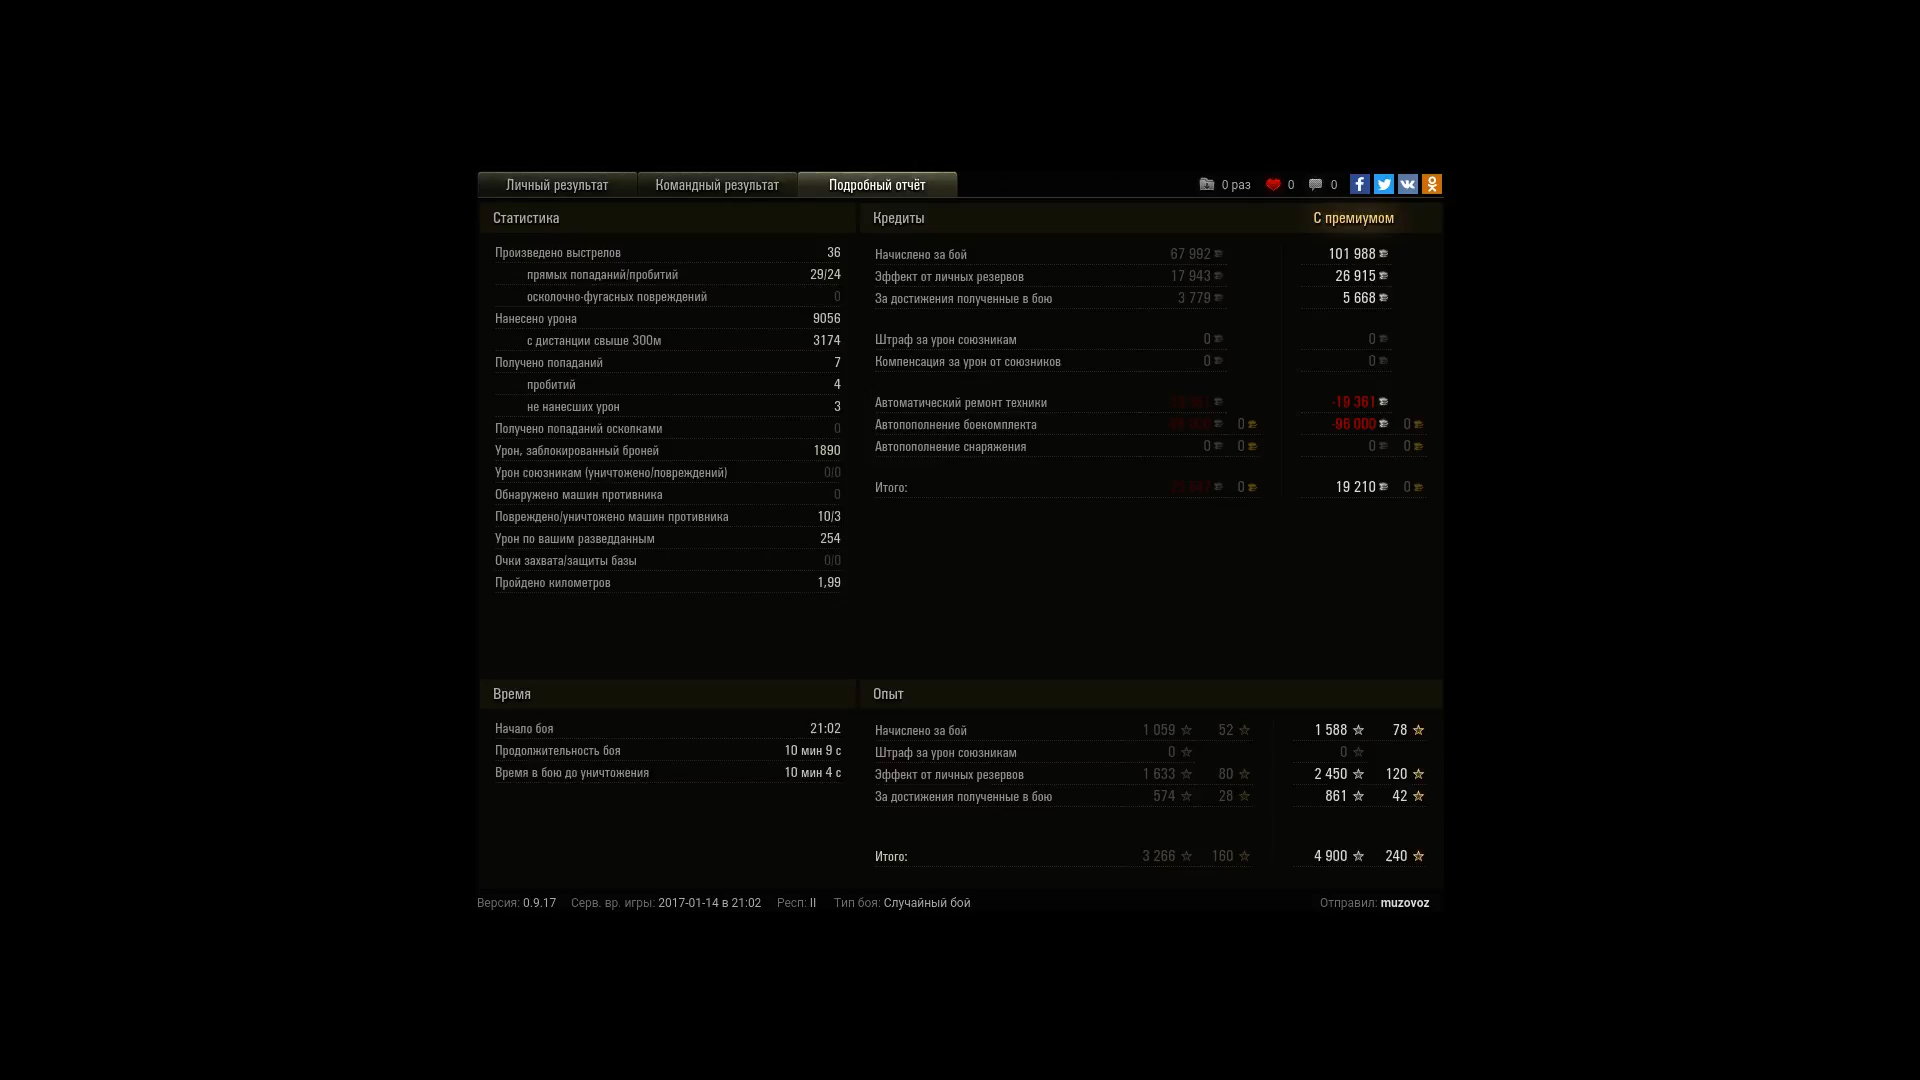 Личный результат Командный результат Подробный отчёт 0 раз 0 0
Статистика
Произведено выстрелов 36
прямых попаданий/пробитий 29/24
осколочно-фугасных повреждений 0
Нанесено урона 9056
с дистанции свыше 300м 3174
Получено попаданий 7
пробитий 4
не нанесших урон 3
Получено попаданий осколками 0
Урон, заблокированный броней 1890
Урон союзникам (уничтожено/повреждений) 0/0
Обнаружено машин противника 0
Повреждено/уничтожено машин противника 10/3
Урон по вашим разведданным 254
Очки захвата/защиты базы 0/0
Пройдено километров 1,99
Кредиты С премиумом
Начислено за бой 67 992 101 988
Эффект от личных резервов 17 943 26 915
За достижения полученные в бою 3 779 5 668
Штраф за урон союзникам 0 0
Компенсация за урон от союзников 0 0
Автоматический ремонт техники -19 361
Автопополнение боекомплекта 0 -96 000 0
Автопополнение снаряжения 0 0 0 0
Итого: 0 19 210 0
Время
Начало боя 21:02
Продолжительность боя 10 мин 9 с
Время в бою до уничтожения 10 мин 4 с
Опыт
Начислено за бой 1 059 52 1 588 78
Штраф за урон союзникам 0 0
Эффект от личных резервов 1 633 80 2 450 120
За достижения полученные в бою 574 28 861 42
Итого: 3 266 160 4 900 240
Версия: 0.9.17 Серв. вр. игры: 2017-01-14 в 21:02 Респ: II Тип боя: Случайный бой Отправил: muzovoz